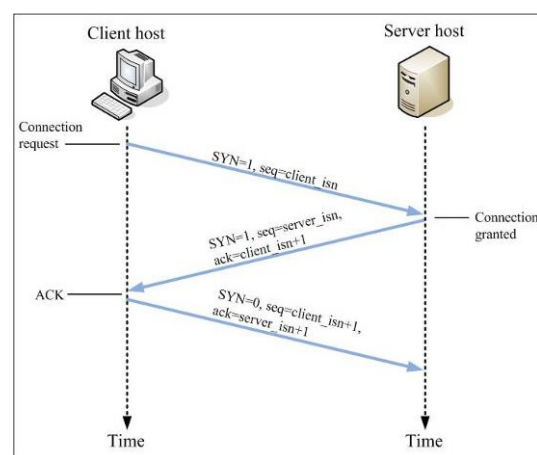 Client host
Server host
Connection
request
SYN=1, seq=client_isn
Connection
granted
SYN=1, seq=server_isn,
ack=client_isn+1
ACK
SYN=0, seq=client_isn+1,
ack=server_isn+1
Time
Time